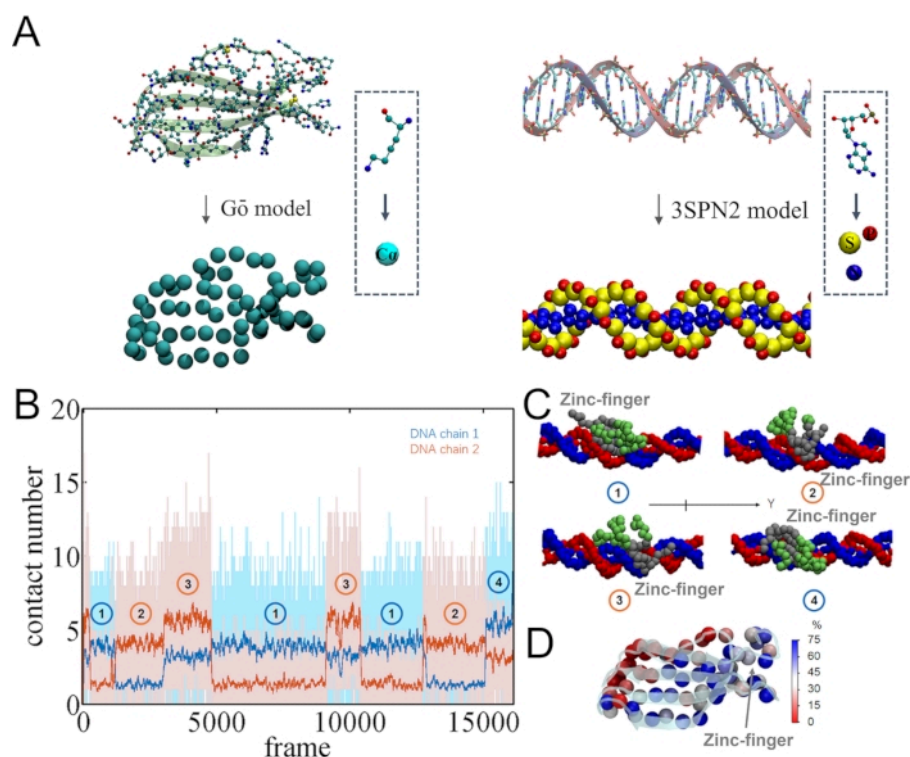 A
Gō model
Cα
3SPN2 model
S
B
20
15
10
5
0
contact number
DNA chain 1
DNA chain 2
1
2
3
1
3
1
2
4
0
5000
10000
15000
frame
C
Zinc-finger
1
Zinc-finger
2
Y
Zinc-finger
3
Zinc-finger
4
D
%
75
60
45
30
15
0
Zinc-finger